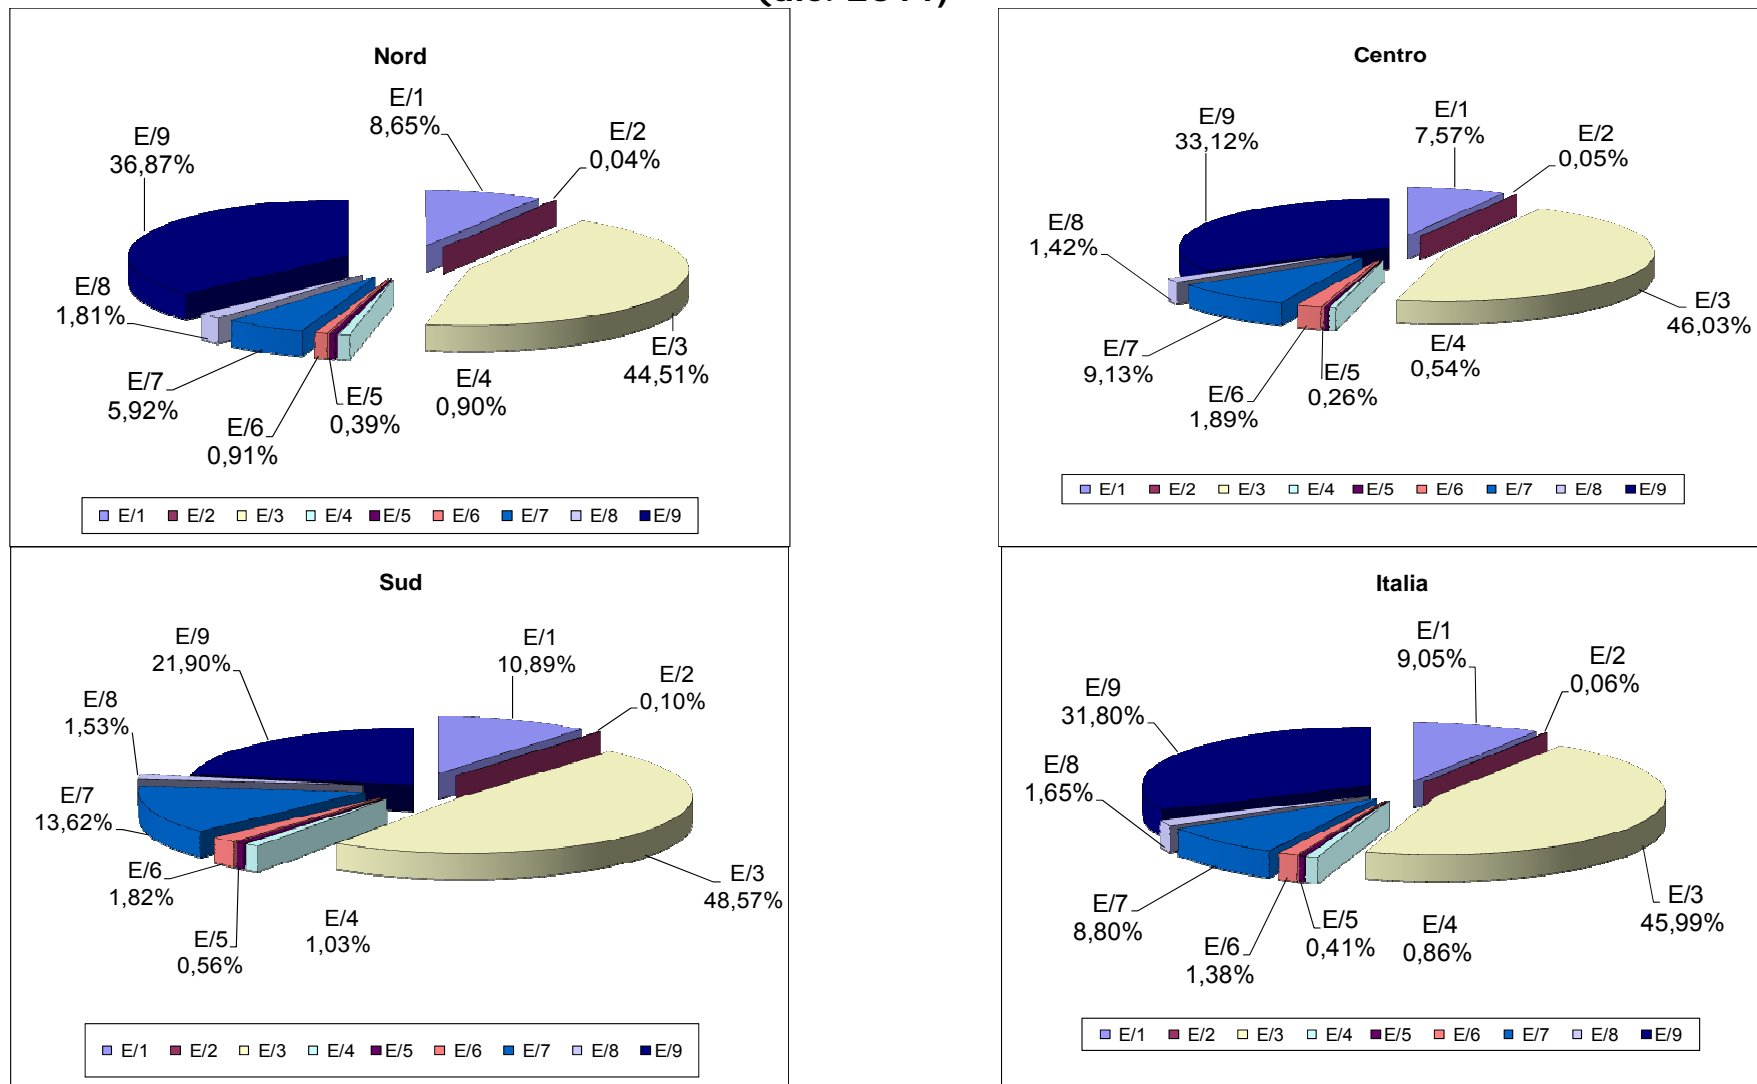 Nord
E/1
8,65%
E/2
0,04%
E/9
36,87%
E/8
1,81%
E/3
44,51%
E/7
5,92%
E/4
0,90%
E/5
0,39%
E/6
0,91%
E/1 E/2 E/3 E/4 E/5 E/6 E/7 E/8 E/9
Centro
E/1
7,57%
E/9
33,12%
E/2
0,05%
E/8
1,42%
E/3
46,03%
E/7
9,13%
E/4
0,54%
E/5
0,26%
E/6
1,89%
E/1 E/2 E/3 E/4 E/5 E/6 E/7 E/8 E/9
Sud
E/9
21,90%
E/1
10,89%
E/2
0,10%
E/8
1,53%
E/7
13,62%
E/6
1,82%
E/3
48,57%
E/4
1,03%
E/5
0,56%
E/1 E/2 E/3 E/4 E/5 E/6 E/7 E/8 E/9
Italia
E/1
9,05%
E/2
0,06%
E/9
31,80%
E/8
1,65%
E/3
45,99%
E/7
8,80%
E/4
0,86%
E/5
0,41%
E/6
1,38%
E/1 E/2 E/3 E/4 E/5 E/6 E/7 E/8 E/9